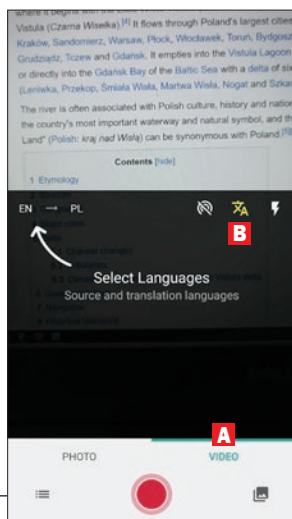 Vistula (Czarna Wisełka).[4] It flows through Poland's largest cities
Kraków, Sandomierz, Warsaw, Płock, Włocławek, Toruń, Bydgosz
Grudziądz, Tczew and Gdańsk. It empties into the Vistula Lagoon
or directly into the Gdańsk Bay of the Baltic Sea with a delta of six
(Leniwka, Przekop, Śmiała Wisła, Martwa Wisła, Nogat and Szkar
The river is often associated with Polish culture, history and nation
the country's most important waterway and natural symbol, and th
Land" (Polish: kraj nad Wisłą) can be synonymous with Poland.[5]
Contents [hide]
1 Etymology
EN → PL
B
Select Languages
Source and translation languages
A
PHOTO
VIDEO